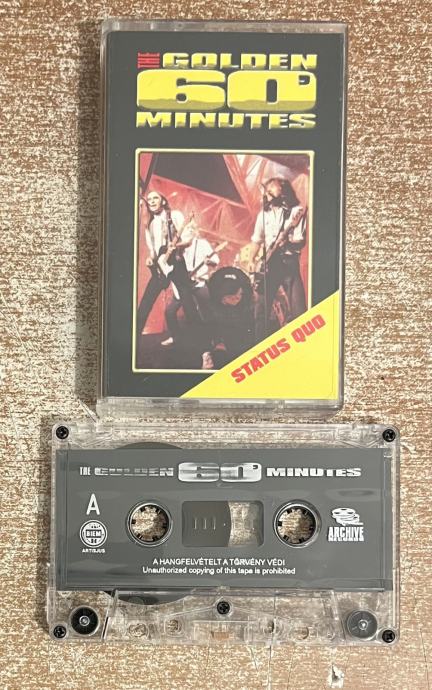 THE GOLDEN
60'
MINUTES
STATUS QUO
THE GOLDEN 60' MINUTES
A
BIEM
ARTISJUS
ARCHIVE
A HANGFELVÉTELT A TÖRVÉNY VÉDI
Unauthorized copying of this tape is prohibited